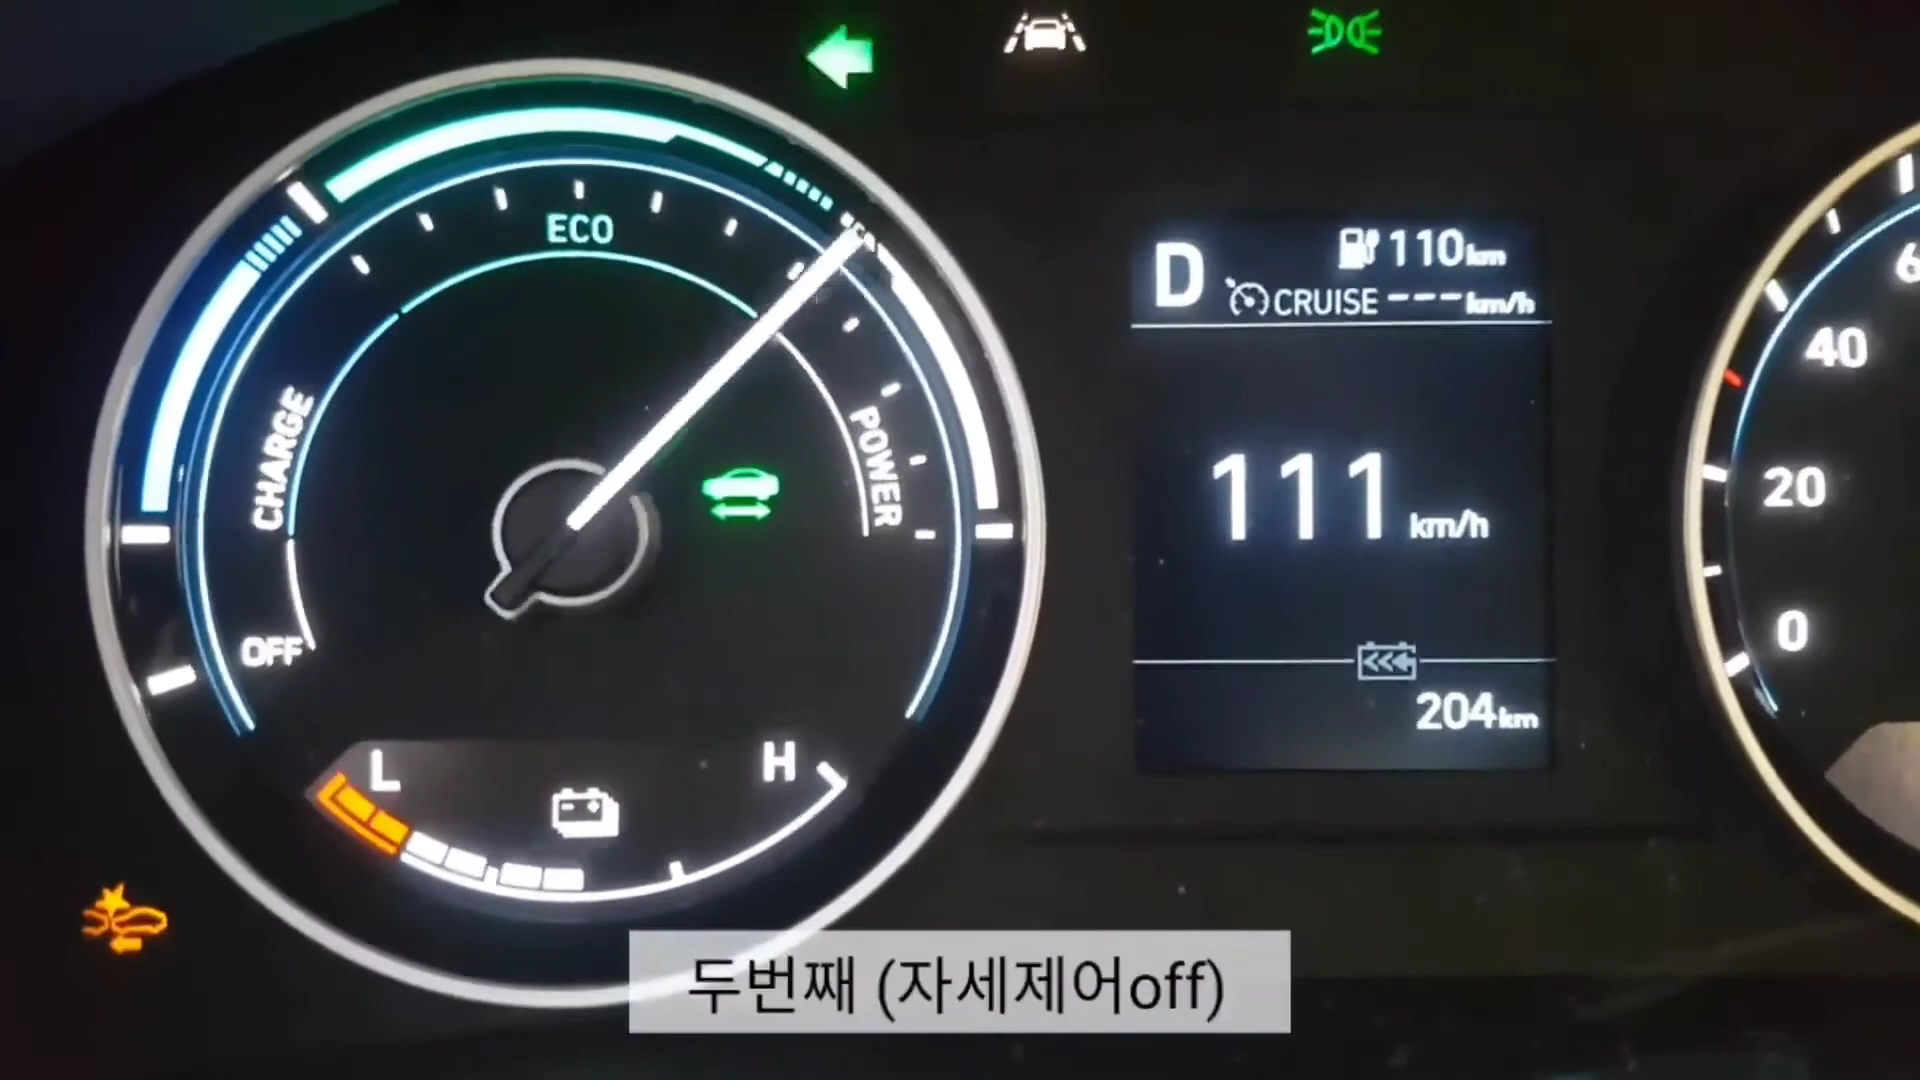 ECO
CHARGE
POWER
OFF
L
H
D
110km
CRUISE ---km/h
111 km/h
204km
6
40
20
0
두번째 (자세제어off)